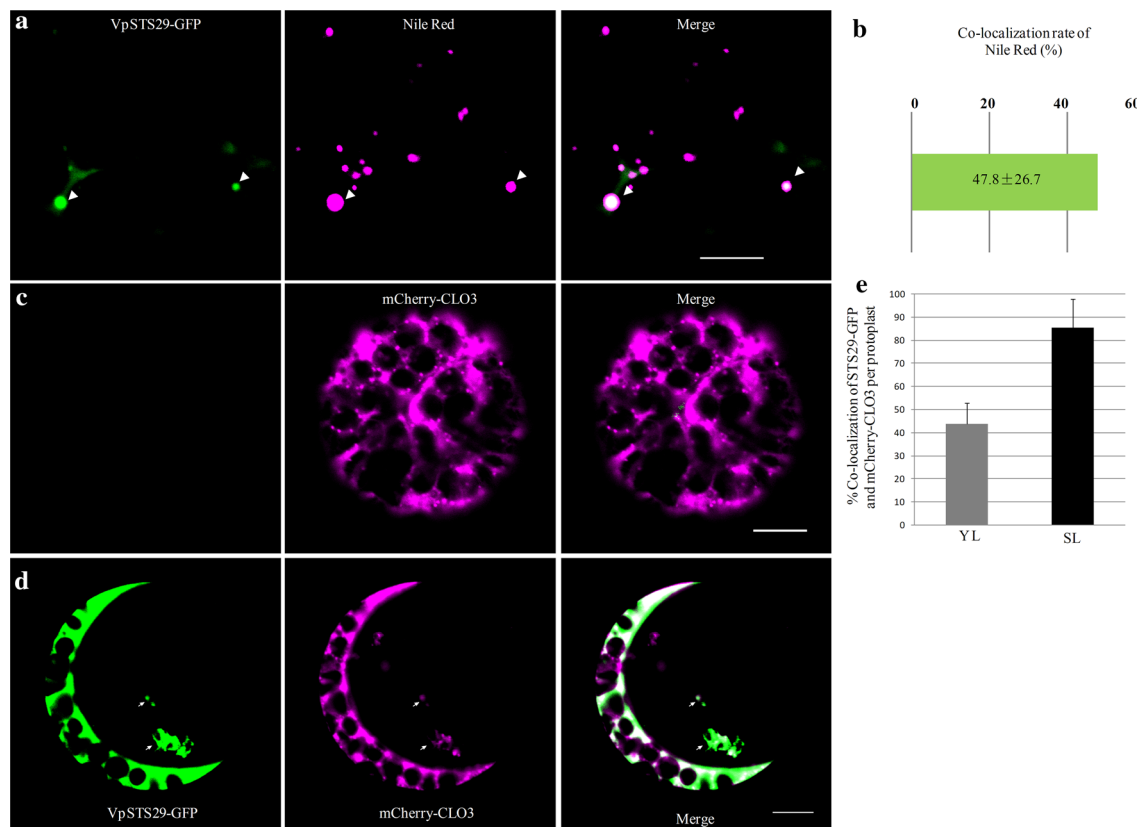 a
VpSTS29-GFP
Nile Red
Merge
b
Co-localization rate of
Nile Red (%)
0 20 40 60
47.8±26.7
c
mCherry-CLO3
Merge
e
% Co-localization of STS29-GFP
and mCherry-CLO3 per protoplast
100
90
80
70
60
50
40
30
20
10
0
YL SL
d
VpSTS29-GFP
mCherry-CLO3
Merge